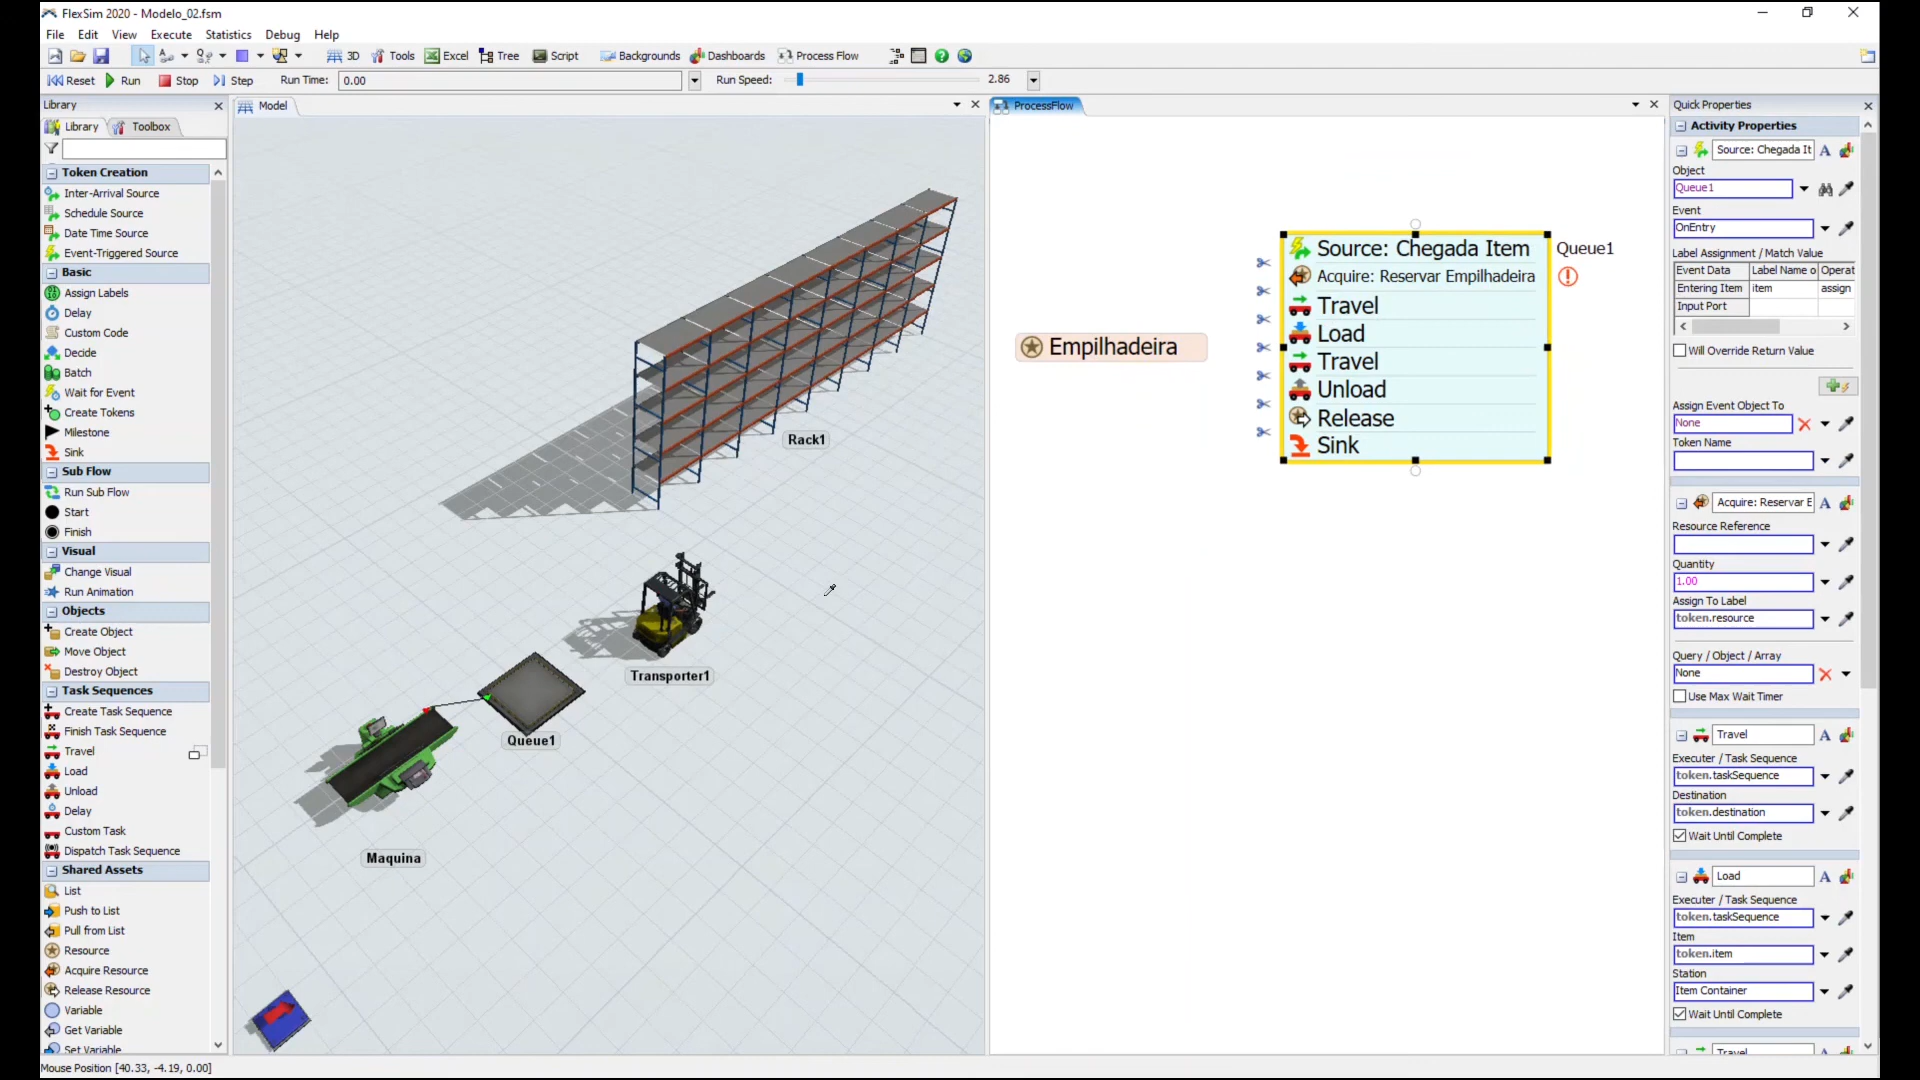 FlexSim 2020 - Modelo_02.fsm
File Edit View Execute Statistics Debug Help
3D Tools Excel Tree Script Backgrounds Dashboards Process Flow
Reset Run Stop Step Run Time: 0.00 Run Speed: 2.86
Library
Library Toolbox
Token Creation
Inter-Arrival Source
Schedule Source
Date Time Source
Event-Triggered Source
Basic
Assign Labels
Delay
Custom Code
Decide
Batch
Wait for Event
Create Tokens
Milestone
Sink
Sub Flow
Run Sub Flow
Start
Finish
Visual
Change Visual
Run Animation
Objects
Create Object
Move Object
Destroy Object
Task Sequences
Create Task Sequence
Finish Task Sequence
Travel
Load
Unload
Delay
Custom Task
Dispatch Task Sequence
Shared Assets
List
Push to List
Pull from List
Resource
Acquire Resource
Release Resource
Variable
Get Variable
Set Variable
Model
Rack1
Transporter1
Queue1
Maquina
ProcessFlow
Empilhadeira
Source: Chegada Item
Queue1
Acquire: Reservar Empilhadeira
Travel
Load
Travel
Unload
Release
Sink
Quick Properties
Activity Properties
Source: Chegada It
Object
Queue1
Event
OnEntry
Label Assignment / Match Value
Event Data Label Name o Operat
Entering Item item assign
Input Port
Will Override Return Value
Assign Event Object To
None
Token Name
Acquire: Reservar E
Resource Reference
Quantity
1.00
Assign To Label
token.resource
Query / Object / Array
None
Use Max Wait Timer
Travel
Executer / Task Sequence
token.taskSequence
Destination
token.destination
Wait Until Complete
Load
Executer / Task Sequence
token.taskSequence
Item
token.item
Station
Item Container
Wait Until Complete
Travel
Mouse Position [40.33, -4.19, 0.00]